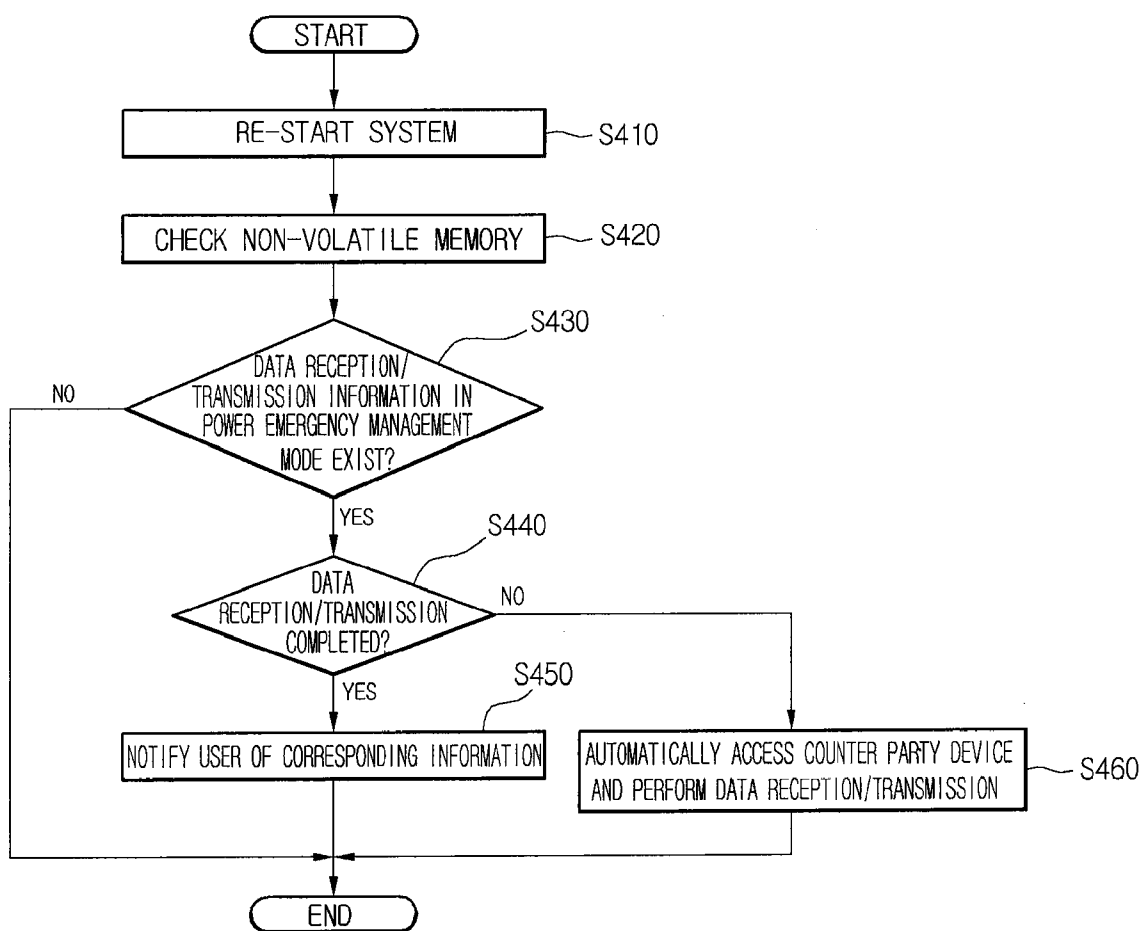 START
RE-START SYSTEM
S410
CHECK NON-VOLATILE MEMORY
S420
S430
DATA RECEPTION/
TRANSMISSION INFORMATION IN
POWER EMERGENCY MANAGEMENT
MODE EXIST?
NO
YES
S440
DATA
RECEPTION/TRANSMISSION
COMPLETED?
NO
YES
S450
NOTIFY USER OF CORRESPONDING INFORMATION
AUTOMATICALLY ACCESS COUNTER PARTY DEVICE
AND PERFORM DATA RECEPTION/TRANSMISSION
S460
END